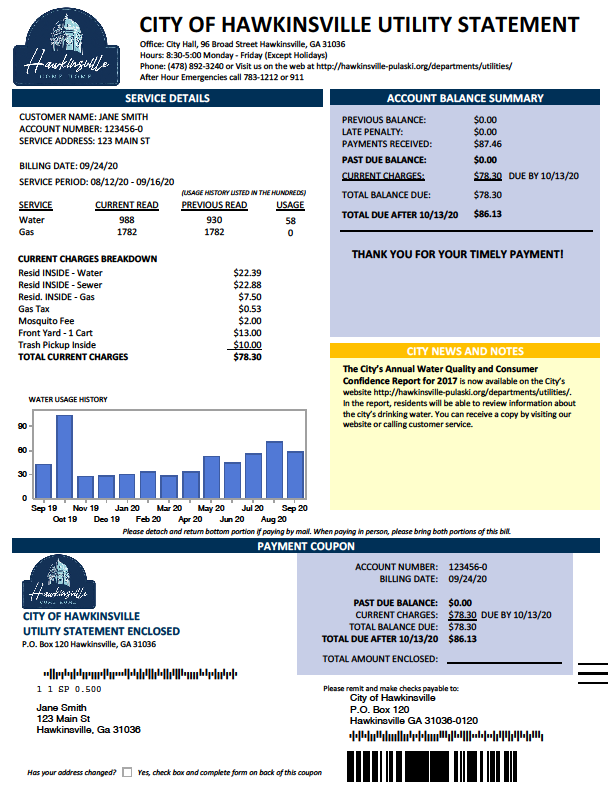 Hawkinsville
COME HOME
CITY OF HAWKINSVILLE UTILITY STATEMENT
Office: City Hall, 96 Broad Street Hawkinsville, GA 31036
Hours: 8:30-5:00 Monday - Friday (Except Holidays)
Phone: (478) 892-3240 or Visit us on the web at http://hawkinsville-pulaski.org/departments/utilities/
After Hour Emergencies call 783-1212 or 911
SERVICE DETAILS
CUSTOMER NAME: JANE SMITH
ACCOUNT NUMBER: 123456-0
SERVICE ADDRESS: 123 MAIN ST
BILLING DATE: 09/24/20
SERVICE PERIOD: 08/12/20 - 09/16/20
(USAGE HISTORY LISTED IN THE HUNDREDS)
SERVICE CURRENT READ PREVIOUS READ USAGE
Water 988 930 58
Gas 1782 1782 0
CURRENT CHARGES BREAKDOWN
Resid INSIDE - Water $22.39
Resid INSIDE - Sewer $22.88
Resid. INSIDE - Gas $7.50
Gas Tax $0.53
Mosquito Fee $2.00
Front Yard - 1 Cart $13.00
Trash Pickup Inside $10.00
TOTAL CURRENT CHARGES $78.30
WATER USAGE HISTORY
90
60
30
0
Sep 19 Nov 19 Jan 20 Mar 20 May 20 Jul 20 Sep 20
Oct 19 Dec 19 Feb 20 Apr 20 Jun 20 Aug 20
ACCOUNT BALANCE SUMMARY
PREVIOUS BALANCE: $0.00
LATE PENALTY: $0.00
PAYMENTS RECEIVED: $87.46
PAST DUE BALANCE: $0.00
CURRENT CHARGES: $78.30 DUE BY 10/13/20
TOTAL BALANCE DUE: $78.30
TOTAL DUE AFTER 10/13/20 $86.13
THANK YOU FOR YOUR TIMELY PAYMENT!
CITY NEWS AND NOTES
The City's Annual Water Quality and Consumer
Confidence Report for 2017 is now available on the City's
website http://hawkinsville-pulaski.org/departments/utilities/.
In the report, residents will be able to review information about
the city's drinking water. You can receive a copy by visiting our
website or calling customer service.
Please detach and return bottom portion if paying by mail. When paying in person, please bring both portions of this bill.
PAYMENT COUPON
Hawkinsville
COME HOME
CITY OF HAWKINSVILLE
UTILITY STATEMENT ENCLOSED
P.O. Box 120 Hawkinsville, GA 31036
ACCOUNT NUMBER: 123456-0
BILLING DATE: 09/24/20
PAST DUE BALANCE: $0.00
CURRENT CHARGES: $78.30 DUE BY 10/13/20
TOTAL BALANCE DUE: $78.30
TOTAL DUE AFTER 10/13/20 $86.13
TOTAL AMOUNT ENCLOSED:
1 1 SP 0.500
Jane Smith
123 Main St
Hawkinsville, Ga 31036
Please remit and make checks payable to:
City of Hawkinsville
P.O. Box 120
Hawkinsville GA 31036-0120
Has your address changed? Yes, check box and complete form on back of this coupon